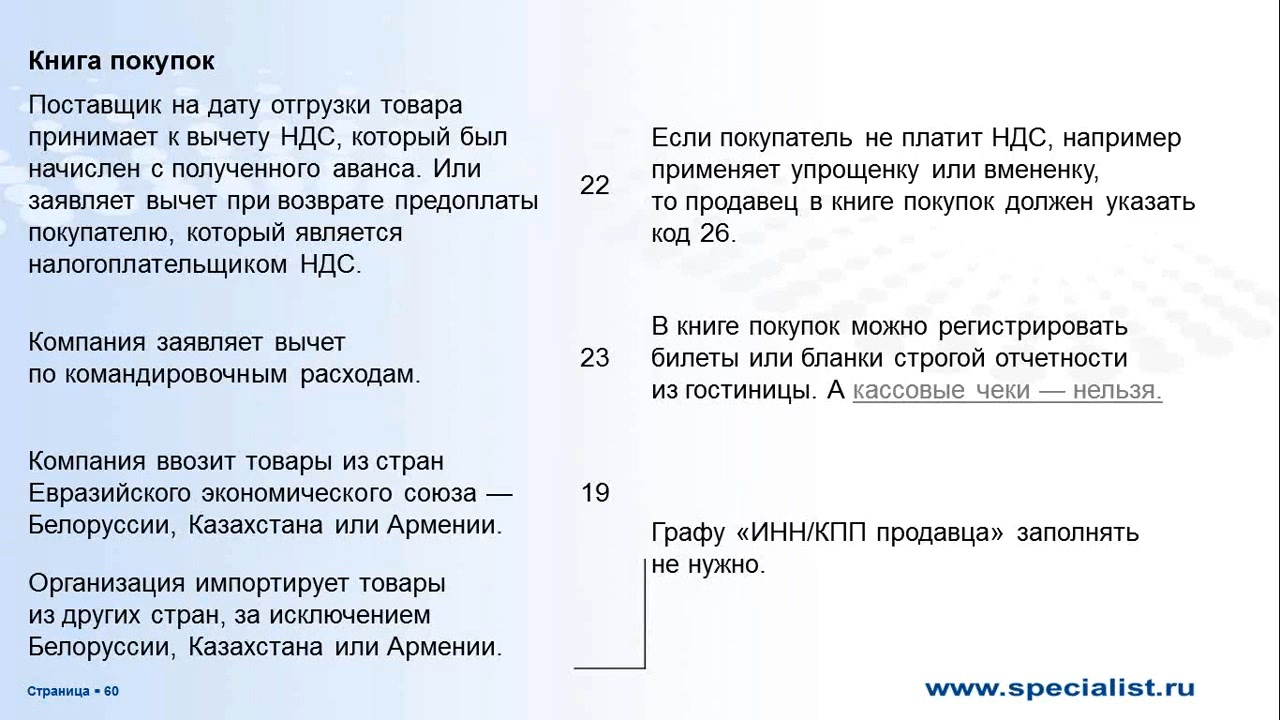 Книга покупок
Поставщик на дату отгрузки товара
принимает к вычету НДС, который был
начислен с полученного аванса. Или
заявляет вычет при возврате предоплаты
покупателю, который является
налогоплательщиком НДС.
22
Если покупатель не платит НДС, например
применяет упрощенку или вмененку,
то продавец в книге покупок должен указать
код 26.
Компания заявляет вычет
по командировочным расходам.
23
В книге покупок можно регистрировать
билеты или бланки строгой отчетности
из гостиницы. А кассовые чеки — нельзя.
Компания ввозит товары из стран
Евразийского экономического союза —
Белоруссии, Казахстана или Армении.
19
Графу «ИНН/КПП продавца» заполнять
не нужно.
Организация импортирует товары
из других стран, за исключением
Белоруссии, Казахстана или Армении.
Страница ▪ 60
www.specialist.ru